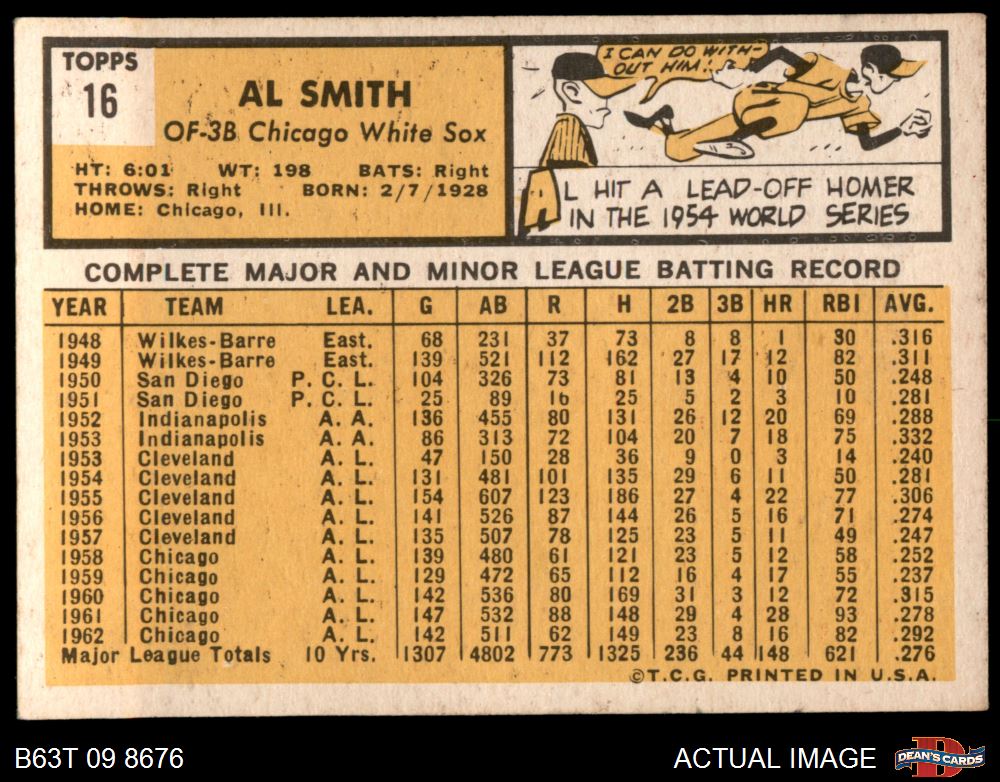 TOPPS
16
AL SMITH
OF-3B Chicago White Sox
HT: 6:01 WT: 198 BATS: Right
THROWS: Right BORN: 2/7/1928
HOME: Chicago, Ill.
I CAN DO WITH-
OUT HIM!
AL HIT A LEAD-OFF HOMER
IN THE 1954 WORLD SERIES
COMPLETE MAJOR AND MINOR LEAGUE BATTING RECORD
YEAR TEAM LEA. G AB R H 2B 3B HR RBI AVG.
1948 Wilkes-Barre East. 68 231 37 73 8 8 1 30 .316
1949 Wilkes-Barre East. 139 521 112 162 27 17 12 82 .311
1950 San Diego P. C. L. 104 326 73 81 13 4 10 50 .248
1951 San Diego P. C. L. 25 89 16 25 5 2 3 10 .281
1952 Indianapolis A. A. 136 455 80 131 26 12 20 69 .288
1953 Indianapolis A. A. 86 313 72 104 20 7 18 75 .332
1953 Cleveland A. L. 47 150 28 36 9 0 3 14 .240
1954 Cleveland A. L. 131 481 101 135 29 6 11 50 .281
1955 Cleveland A. L. 154 607 123 186 27 4 22 77 .306
1956 Cleveland A. L. 141 526 87 144 26 5 16 71 .274
1957 Cleveland A. L. 135 507 78 125 23 5 11 49 .247
1958 Chicago A. L. 139 480 61 121 23 5 12 58 .252
1959 Chicago A. L. 129 472 65 112 16 4 17 55 .237
1960 Chicago A. L. 142 536 80 169 31 3 12 72 .315
1961 Chicago A. L. 147 532 88 148 29 4 28 93 .278
1962 Chicago A. L. 142 511 62 149 23 8 16 82 .292
Major League Totals 10 Yrs. 1307 4802 773 1325 236 44 148 621 .276
©T.C.G. PRINTED IN U.S.A.
B63T 09 8676 ACTUAL IMAGE
DEAN'S CARDS